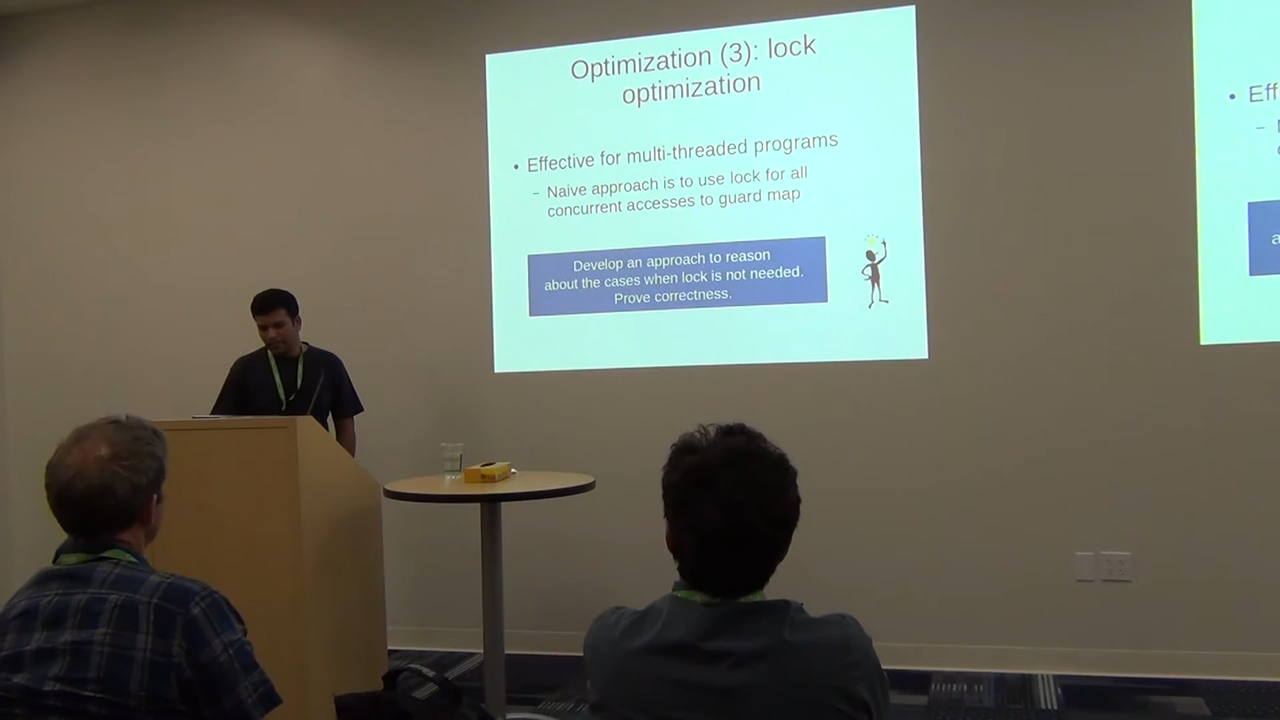 Optimization (3): lock
optimization
• Effective for multi-threaded programs
– Naive approach is to use lock for all
concurrent accesses to guard map
Develop an approach to reason
about the cases when lock is not needed.
Prove correctness.
• Eff